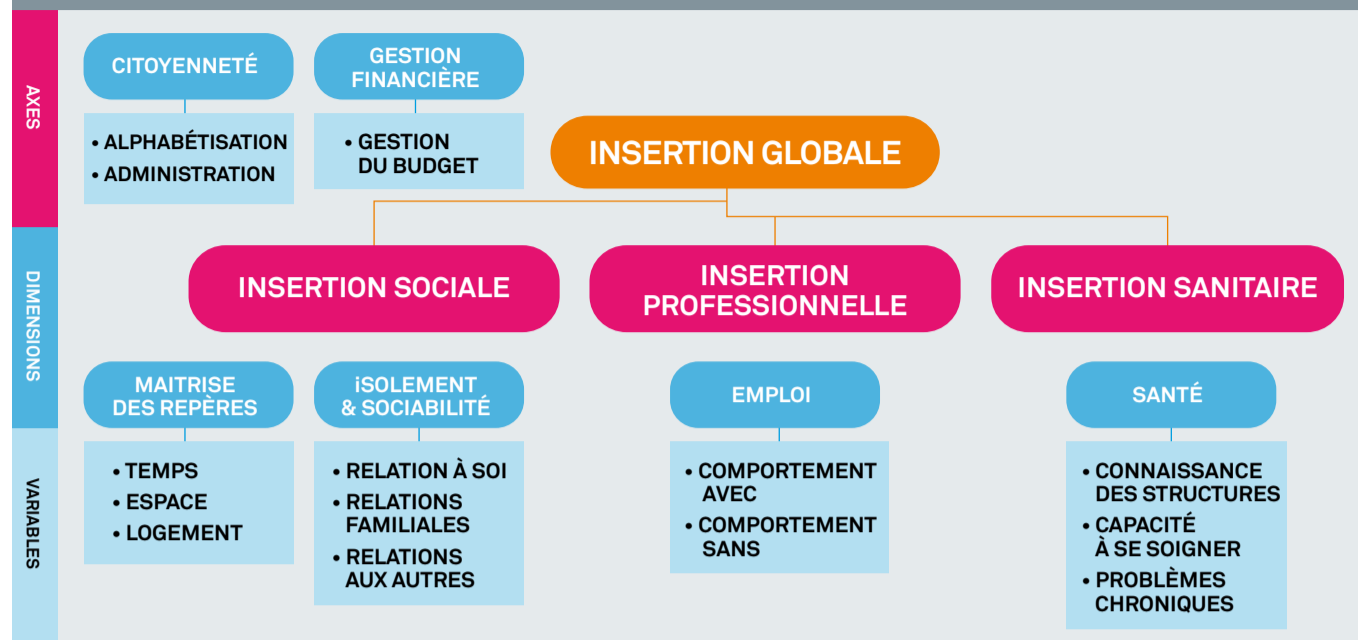 AXES
DIMENSIONS
VARIABLES
CITOYENNETÉ
• ALPHABÉTISATION
• ADMINISTRATION
GESTION
FINANCIÈRE
• GESTION
DU BUDGET
INSERTION GLOBALE
INSERTION SOCIALE
INSERTION
PROFESSIONNELLE
INSERTION SANITAIRE
MAITRISE
DES REPÈRES
• TEMPS
• ESPACE
• LOGEMENT
iSOLEMENT
& SOCIABILITÉ
• RELATION À SOI
• RELATIONS
FAMILIALES
• RELATIONS
AUX AUTRES
EMPLOI
• COMPORTEMENT
AVEC
• COMPORTEMENT
SANS
SANTÉ
• CONNAISSANCE
DES STRUCTURES
• CAPACITÉ
À SE SOIGNER
• PROBLÈMES
CHRONIQUES